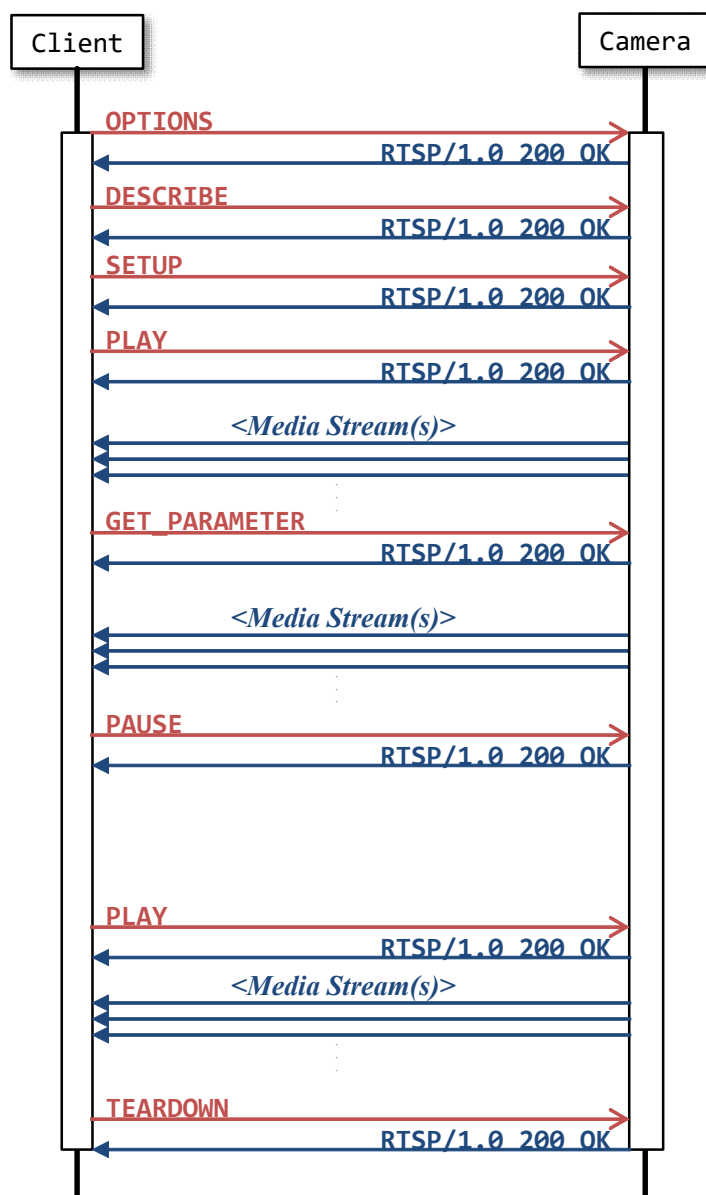 Client
Camera
OPTIONS
RTSP/1.0 200 OK
DESCRIBE
RTSP/1.0 200 OK
SETUP
RTSP/1.0 200 OK
PLAY
RTSP/1.0 200 OK
<Media Stream(s)>
GET_PARAMETER
RTSP/1.0 200 OK
<Media Stream(s)>
PAUSE
RTSP/1.0 200 OK
PLAY
RTSP/1.0 200 OK
<Media Stream(s)>
TEARDOWN
RTSP/1.0 200 OK